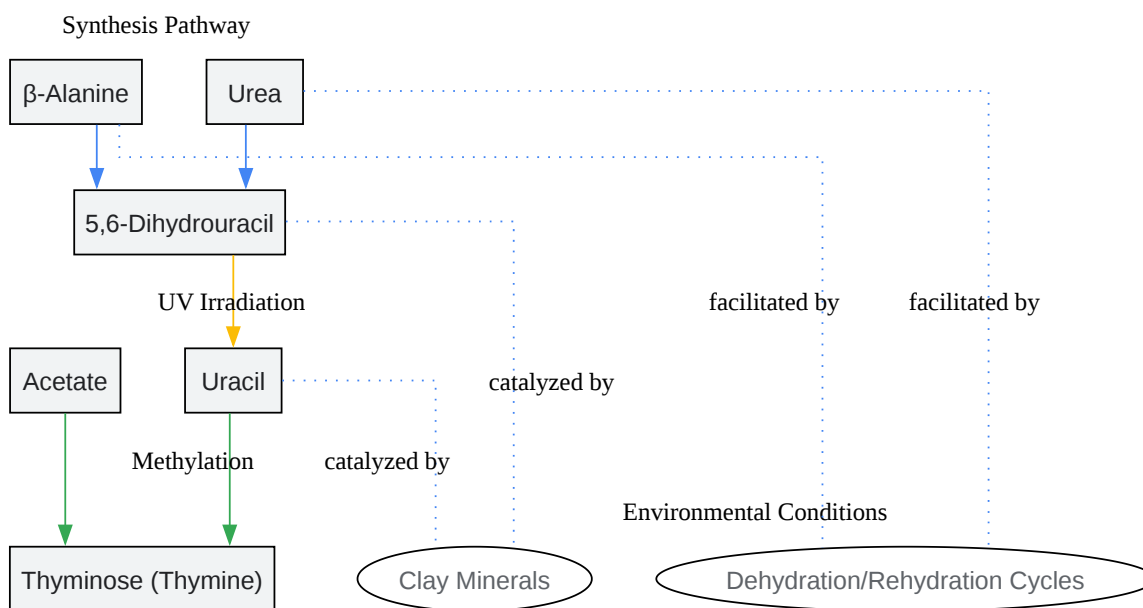 Synthesis Pathway
β-Alanine
Urea
5,6-Dihydrouracil
UV Irradiation
facilitated by
facilitated by
Acetate
Uracil
catalyzed by
Methylation
catalyzed by
Environmental Conditions
Thyminose (Thymine)
Clay Minerals
Dehydration/Rehydration Cycles